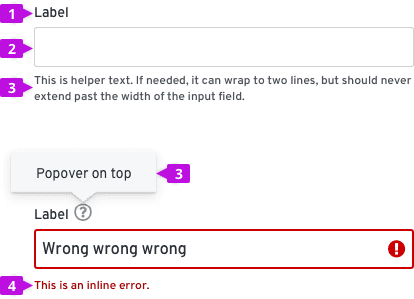 1 Label
2
3 This is helper text. If needed, it can wrap to two lines, but should never
extend past the width of the input field.
Popover on top 3
Label ?
Wrong wrong wrong !
4 This is an inline error.